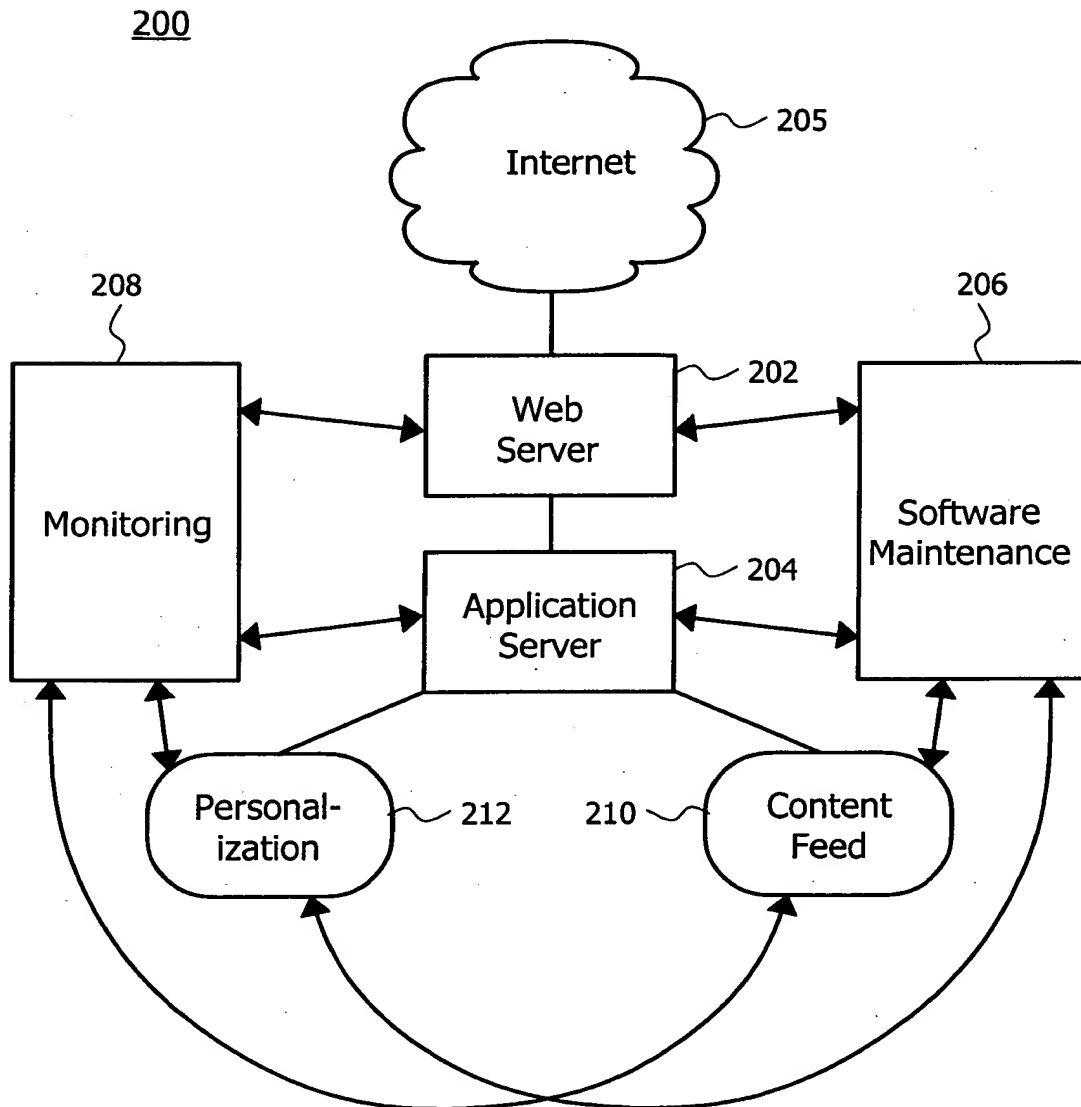 200
205
Internet
208
206
202
Web
Server
Monitoring
Software
Maintenance
204
Application
Server
Personal-
ization
212
210
Content
Feed